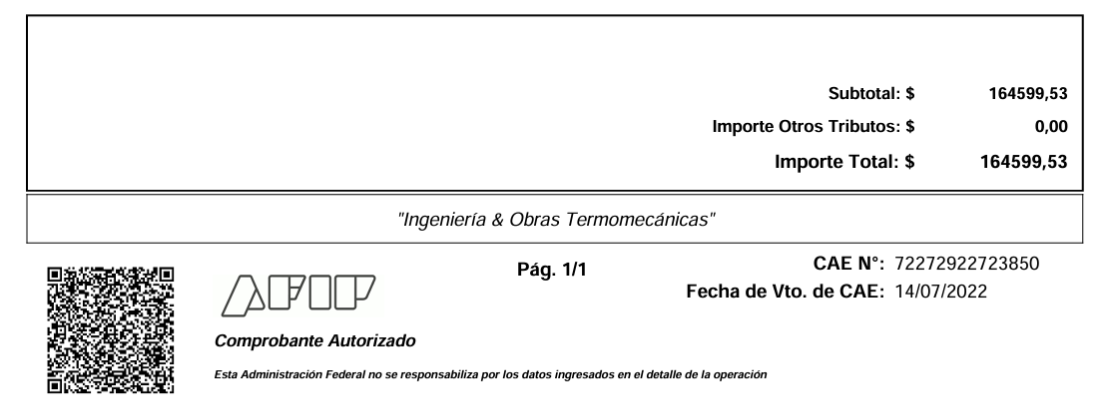 Subtotal: $ 164599,53
Importe Otros Tributos: $ 0,00
Importe Total: $ 164599,53
"Ingeniería & Obras Termomecánicas"
Pág. 1/1
CAE N°: 72272922723850
Fecha de Vto. de CAE: 14/07/2022
AFIP
Comprobante Autorizado
Esta Administración Federal no se responsabiliza por los datos ingresados en el detalle de la operación